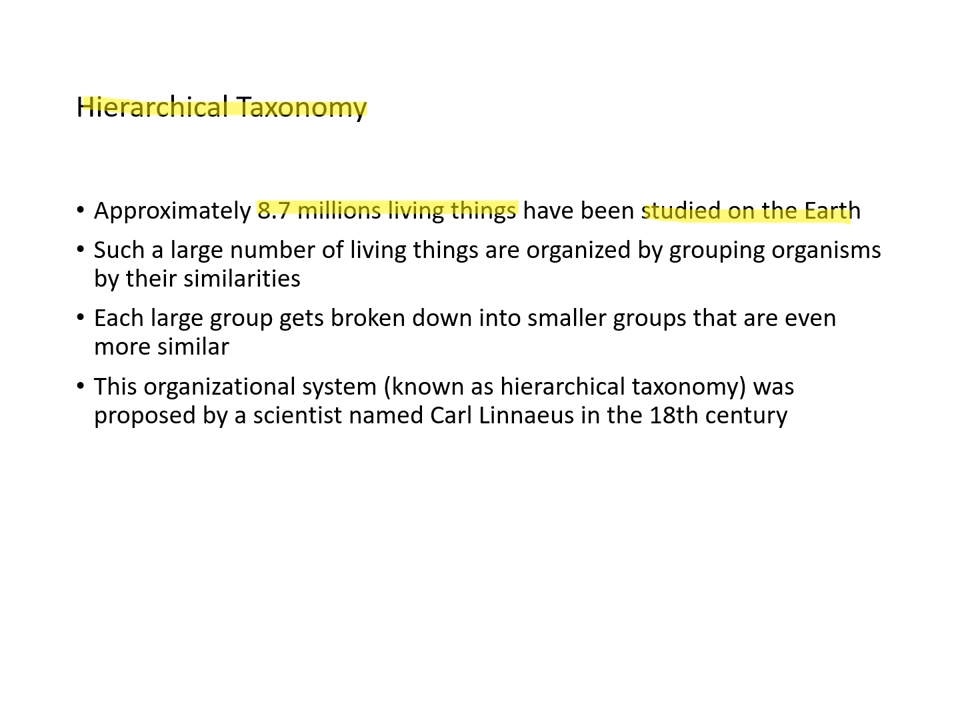 Hierarchical Taxonomy
• Approximately 8.7 millions living things have been studied on the Earth
• Such a large number of living things are organized by grouping organisms
by their similarities
• Each large group gets broken down into smaller groups that are even
more similar
• This organizational system (known as hierarchical taxonomy) was
proposed by a scientist named Carl Linnaeus in the 18th century